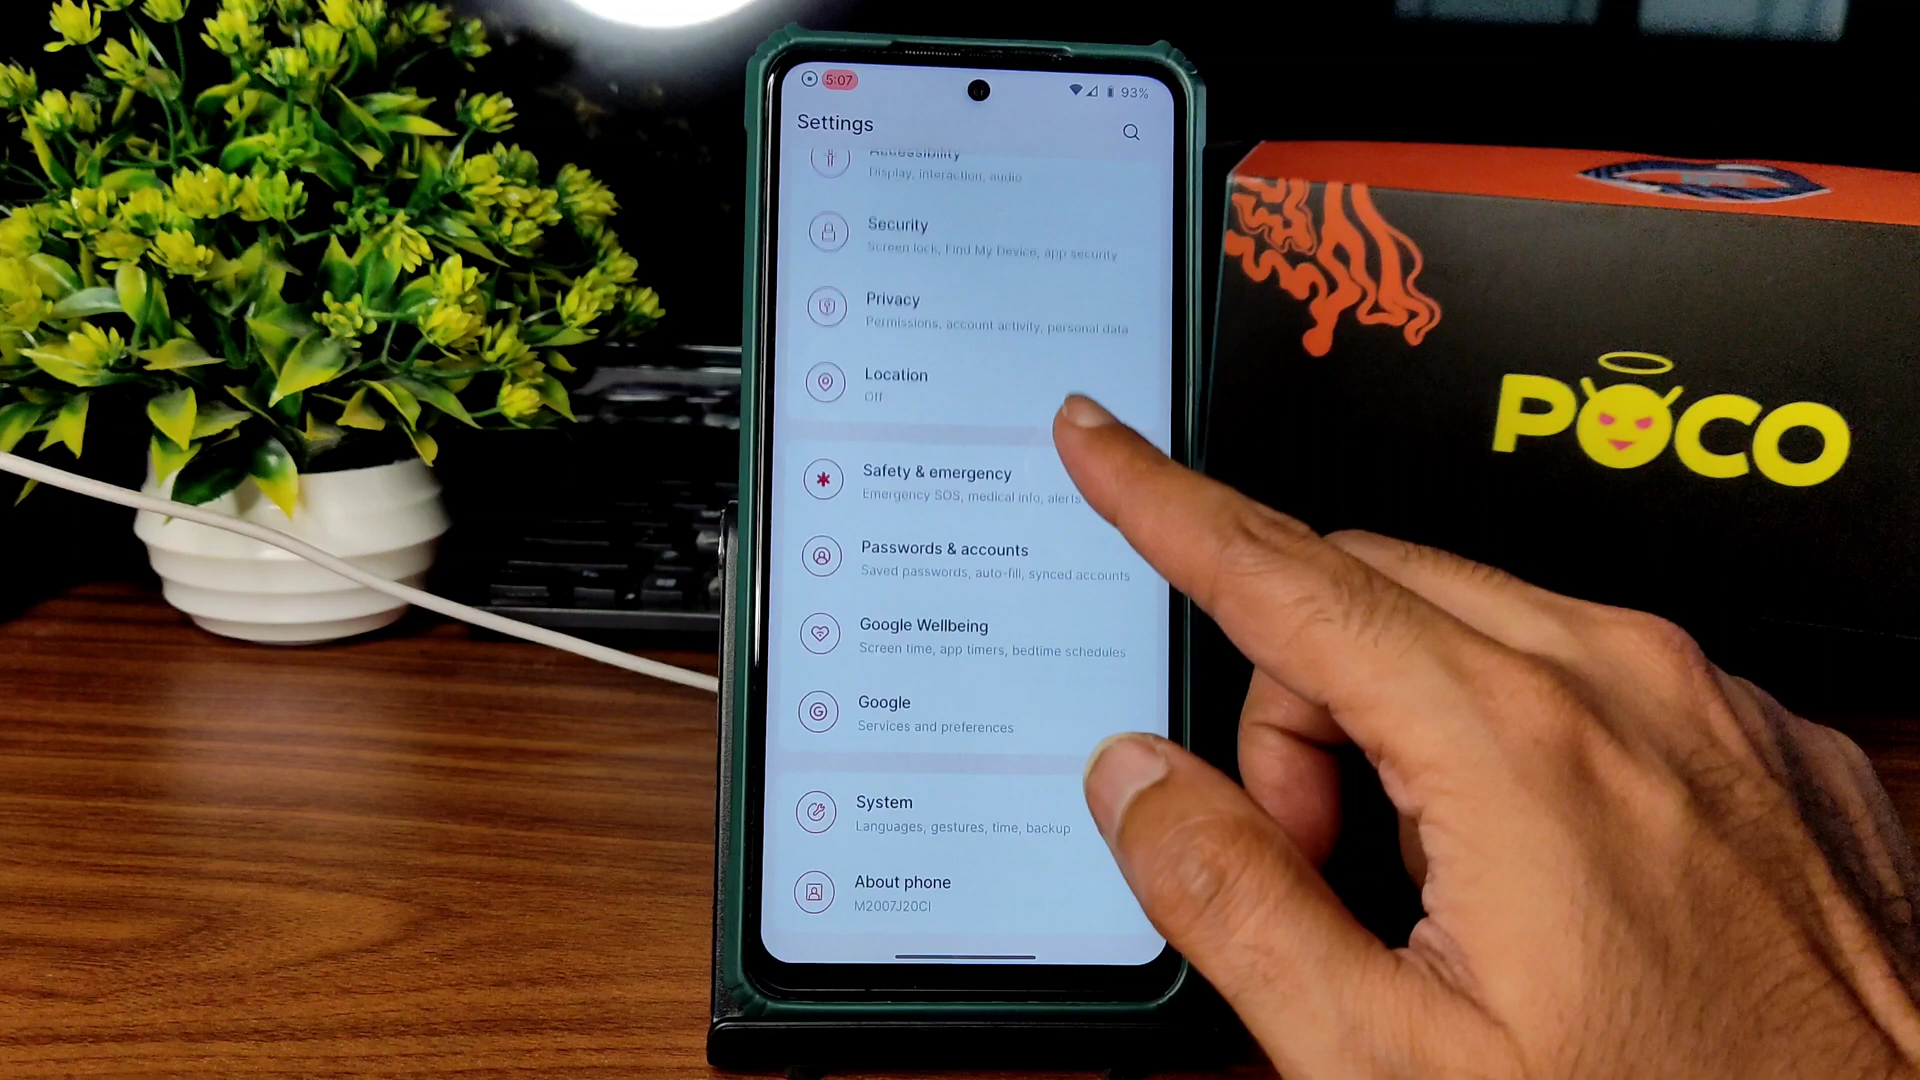 5:07
93%
Settings
Accessibility
Display, interaction, audio
Security
Screen lock, Find My Device, app security
Privacy
Permissions, account activity, personal data
Location
Off
Safety & emergency
Emergency SOS, medical info, alerts
Passwords & accounts
Saved passwords, auto-fill, synced accounts
Google Wellbeing
Screen time, app timers, bedtime schedules
Google
Services and preferences
System
Languages, gestures, time, backup
About phone
M2007J20CI
POCO